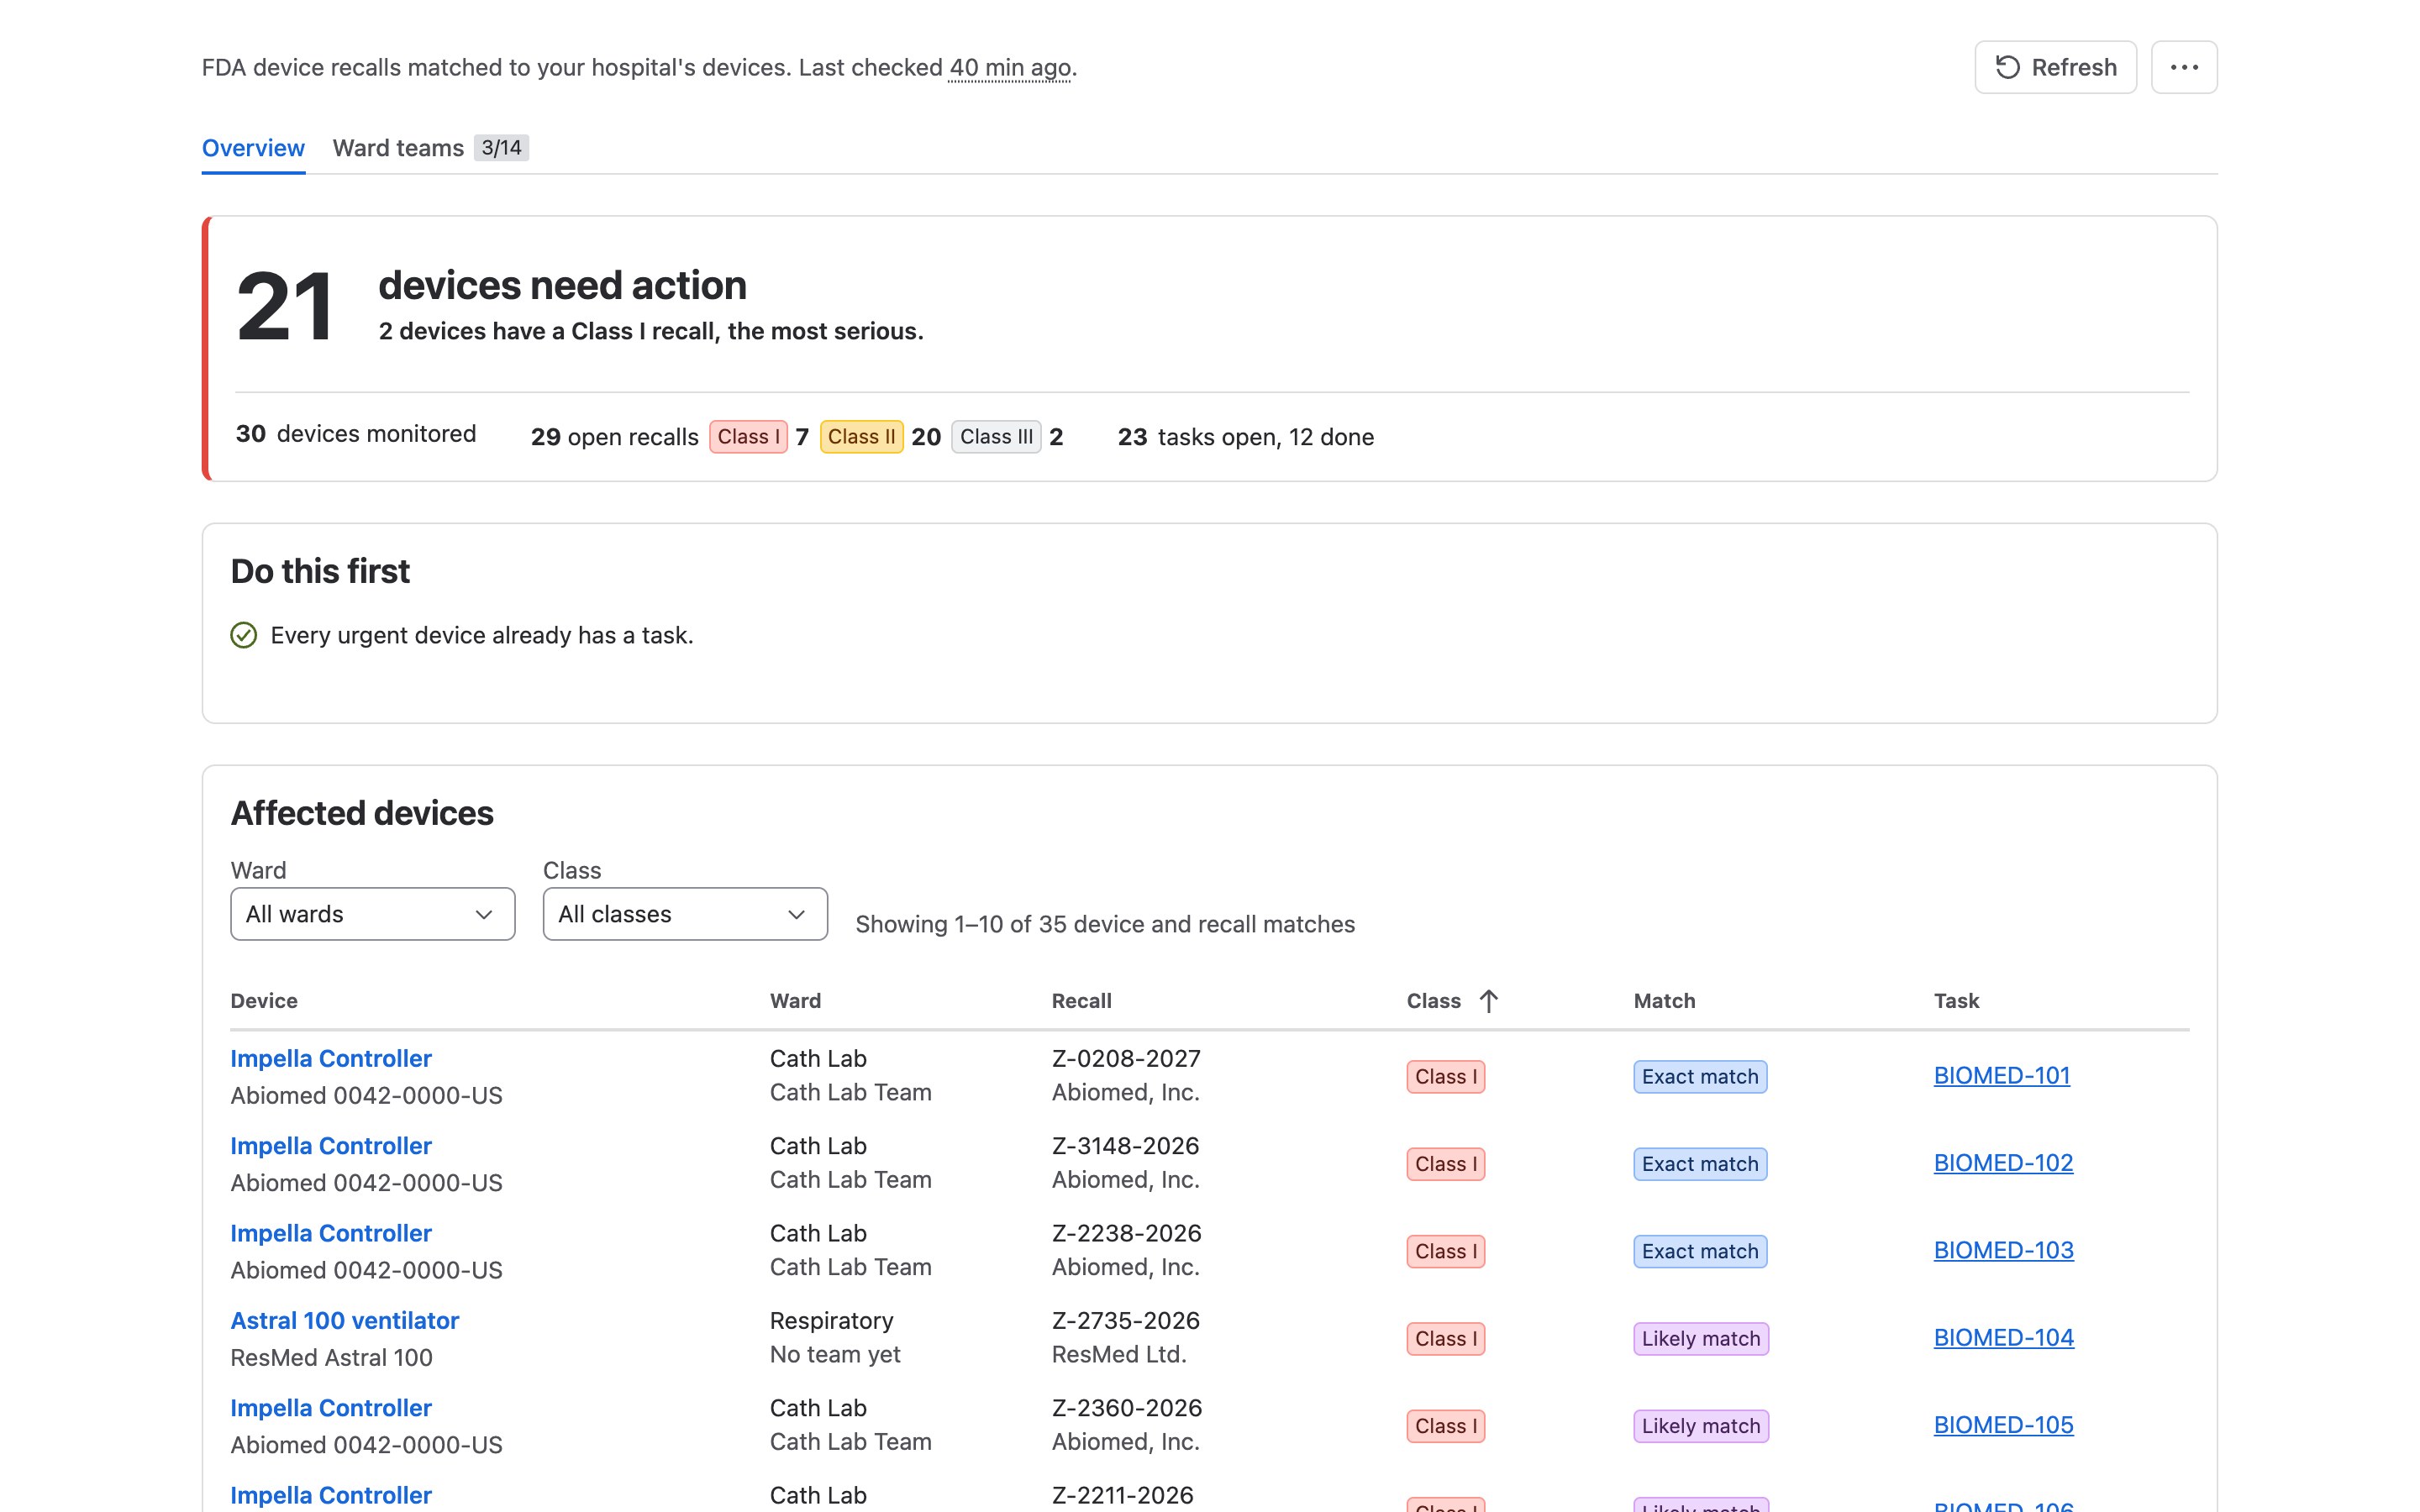 FDA device recalls matched to your hospital's devices. Last checked 40 min ago.
Refresh
Overview
Ward teams 3/14
21
devices need action
2 devices have a Class I recall, the most serious.
30 devices monitored
29 open recalls Class I 7 Class II 20 Class III 2
23 tasks open, 12 done
Do this first
Every urgent device already has a task.
Affected devices
Ward
Class
All wards
All classes
Showing 1–10 of 35 device and recall matches
Device Ward Recall Class Match Task
Impella Controller Cath Lab Z-0208-2027 Class I Exact match BIOMED-101
Abiomed 0042-0000-US Cath Lab Team Abiomed, Inc.
Impella Controller Cath Lab Z-3148-2026 Class I Exact match BIOMED-102
Abiomed 0042-0000-US Cath Lab Team Abiomed, Inc.
Impella Controller Cath Lab Z-2238-2026 Class I Exact match BIOMED-103
Abiomed 0042-0000-US Cath Lab Team Abiomed, Inc.
Astral 100 ventilator Respiratory Z-2735-2026 Class I Likely match BIOMED-104
ResMed Astral 100 No team yet ResMed Ltd.
Impella Controller Cath Lab Z-2360-2026 Class I Likely match BIOMED-105
Abiomed 0042-0000-US Cath Lab Team Abiomed, Inc.
Impella Controller Cath Lab Z-2211-2026 Class I Likely match BIOMED-106